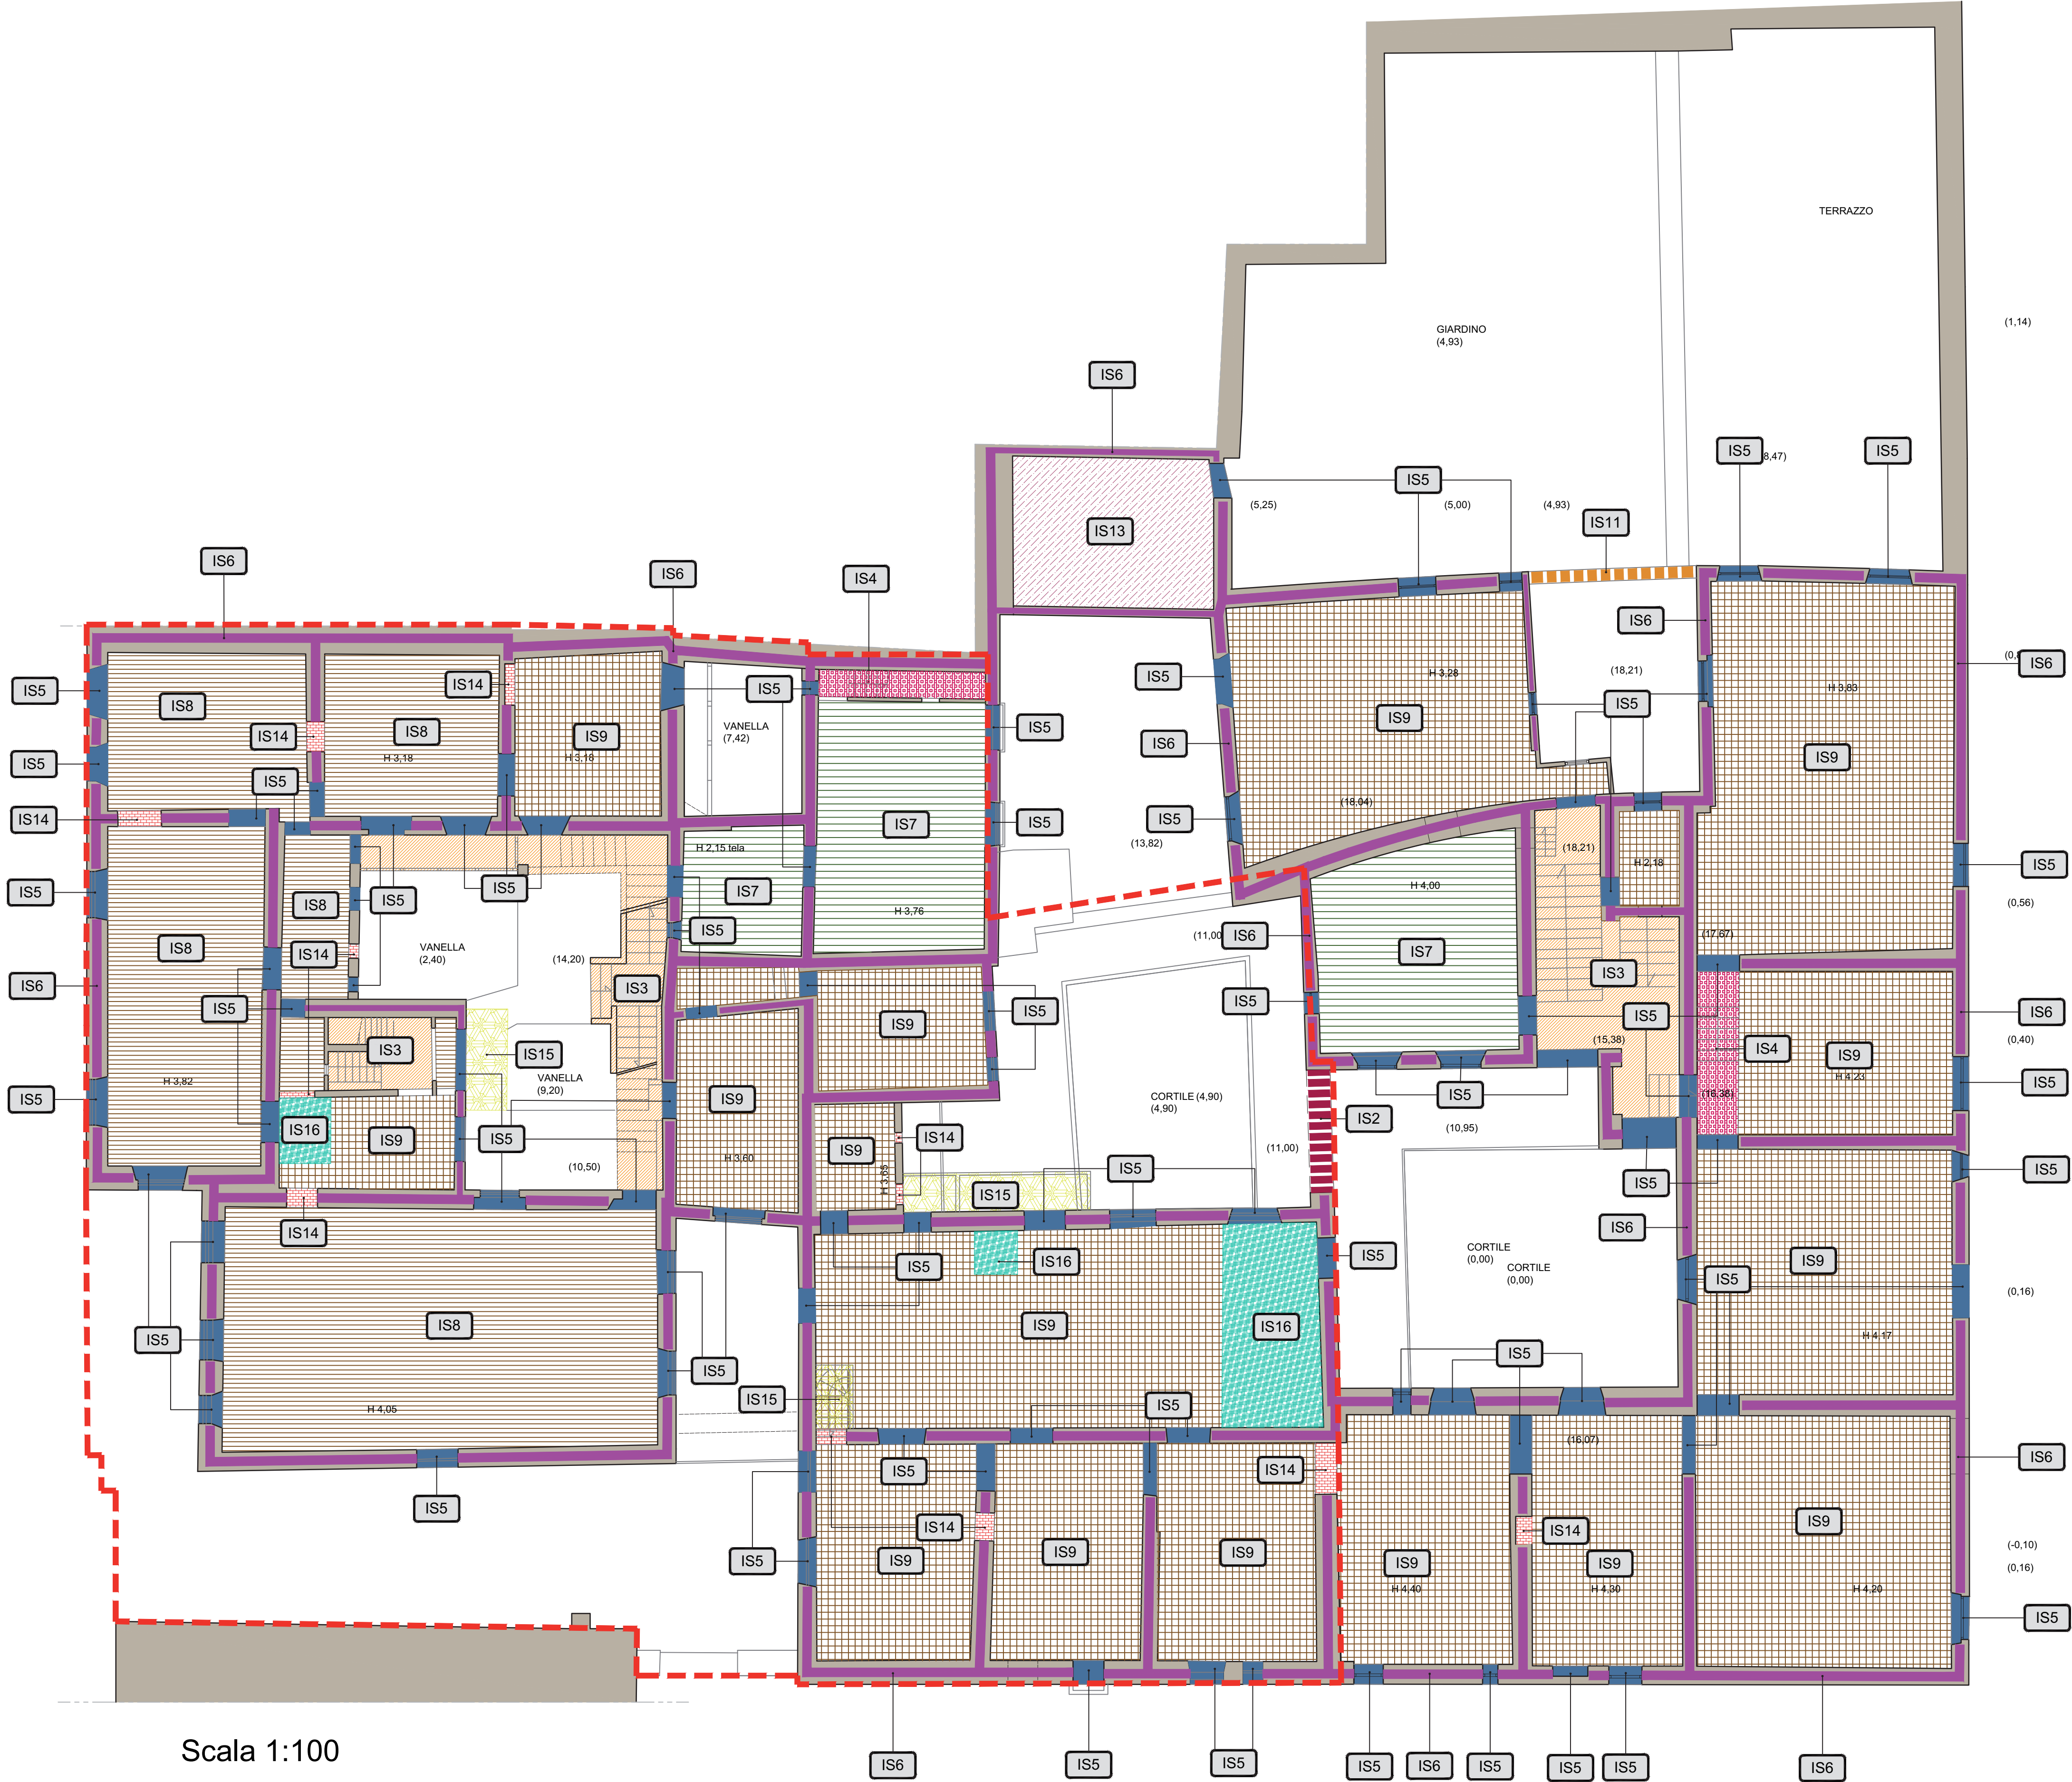 TERRAZZO
(1,14)
GIARDINO
(4,93)
IS6
IS5
8,47)
IS5
IS5
(5,25)
(5,00)
(4,93)
IS11
IS13
IS6
IS6
IS4
IS6
(18,21)
IS6
IS5
IS14
IS5
IS5
H 3,28
H 3,83
IS8
IS8
IS14
IS9
H 3,18
VANELLA
(7,42)
IS5
IS6
IS9
IS5
IS9
IS5
IS5
IS14
IS7
IS5
IS5
(18,04)
(13,82)
H 2,15 tela
(18,21)
H 2,18
IS5
IS5
IS8
IS5
IS5
IS7
H 4,00
(0,56)
H 3,76
IS8
IS14
VANELLA
(2,40)
(14,20)
IS5
(11,00
IS6
IS7
(17,67)
IS3
IS6
IS5
IS3
IS5
IS5
IS9
IS5
IS6
(0,40)
IS3
IS15
VANELLA
(9,20)
(15,38)
IS4
IS9
H 4,23
H 3,82
IS5
IS9
CORTILE (4,90)
(4,90)
IS5
IS5
IS2
(10,95)
IS16
IS9
IS5
IS9
IS14
(11,00)
H 3,60
H 3,65
(10,50)
IS5
IS5
IS5
IS15
IS14
IS6
IS5
IS16
IS5
CORTILE
(0,00)
CORTILE
(0,00)
IS9
IS5
(0,16)
IS5
IS8
IS9
IS16
H 4,17
IS5
IS5
IS15
IS5
H 4,05
(16,07)
IS5
IS14
IS6
IS5
IS14
IS14
IS9
IS5
IS9
IS9
IS9
IS9
IS9
H 4,40
H 4,30
H 4,20
(-0,10)
(0,16)
IS5
Scala 1:100
IS6
IS5
IS5
IS5
IS6
IS5
IS5
IS5
IS6